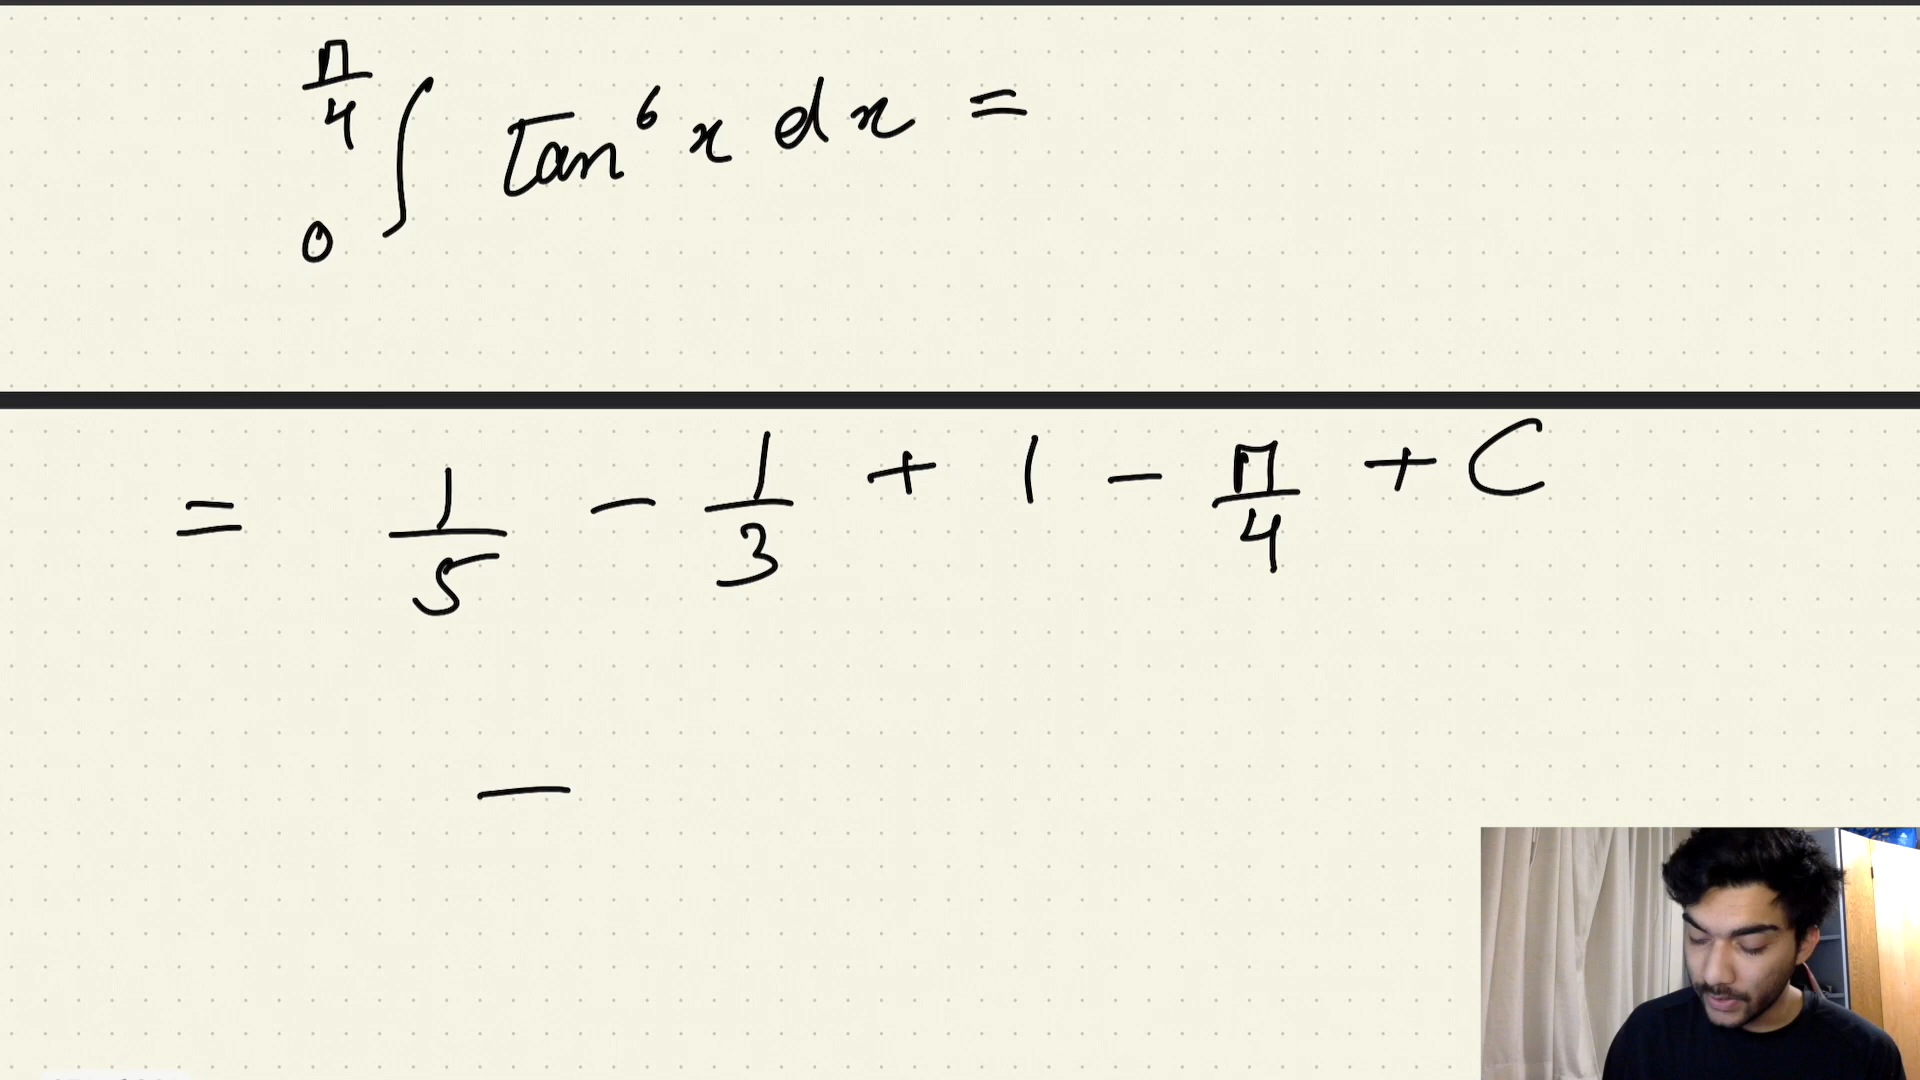 π/4 ∫ 0 tan⁶ x dx =
= 1/5 - 1/3 + 1 - π/4 + C
—